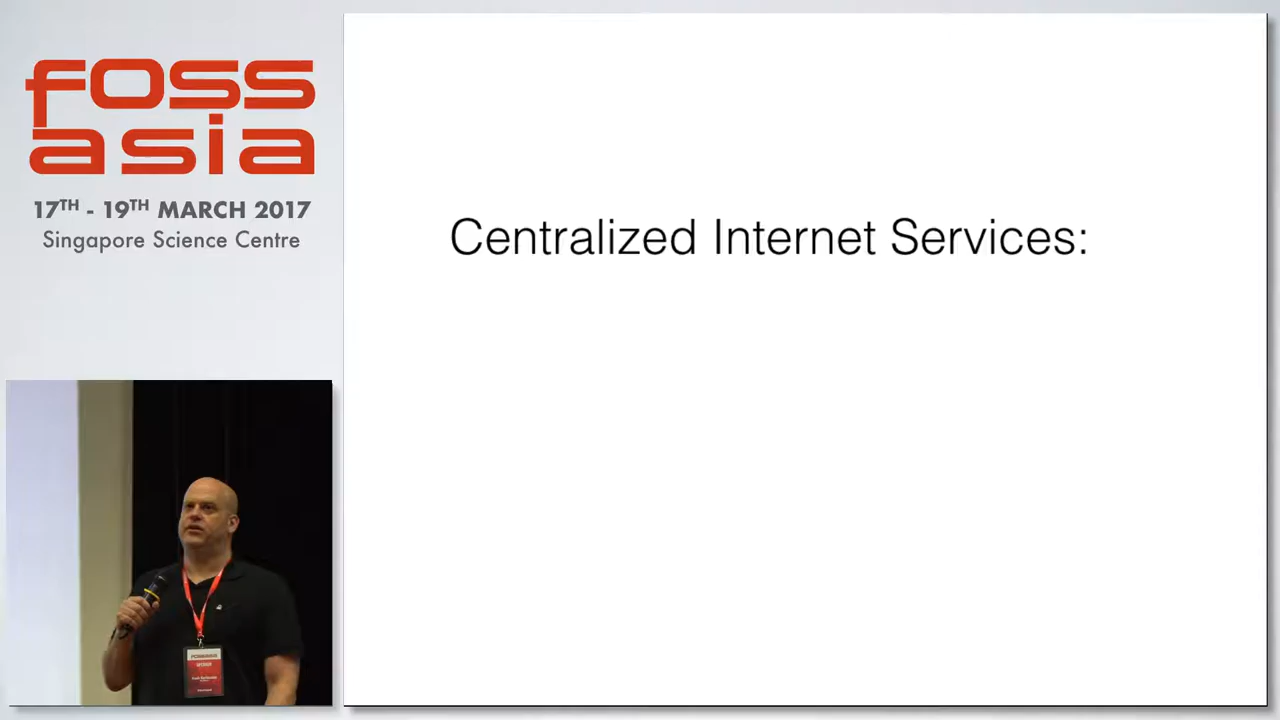 foss
asia
17TH - 19TH MARCH 2017
Singapore Science Centre
Centralized Internet Services: